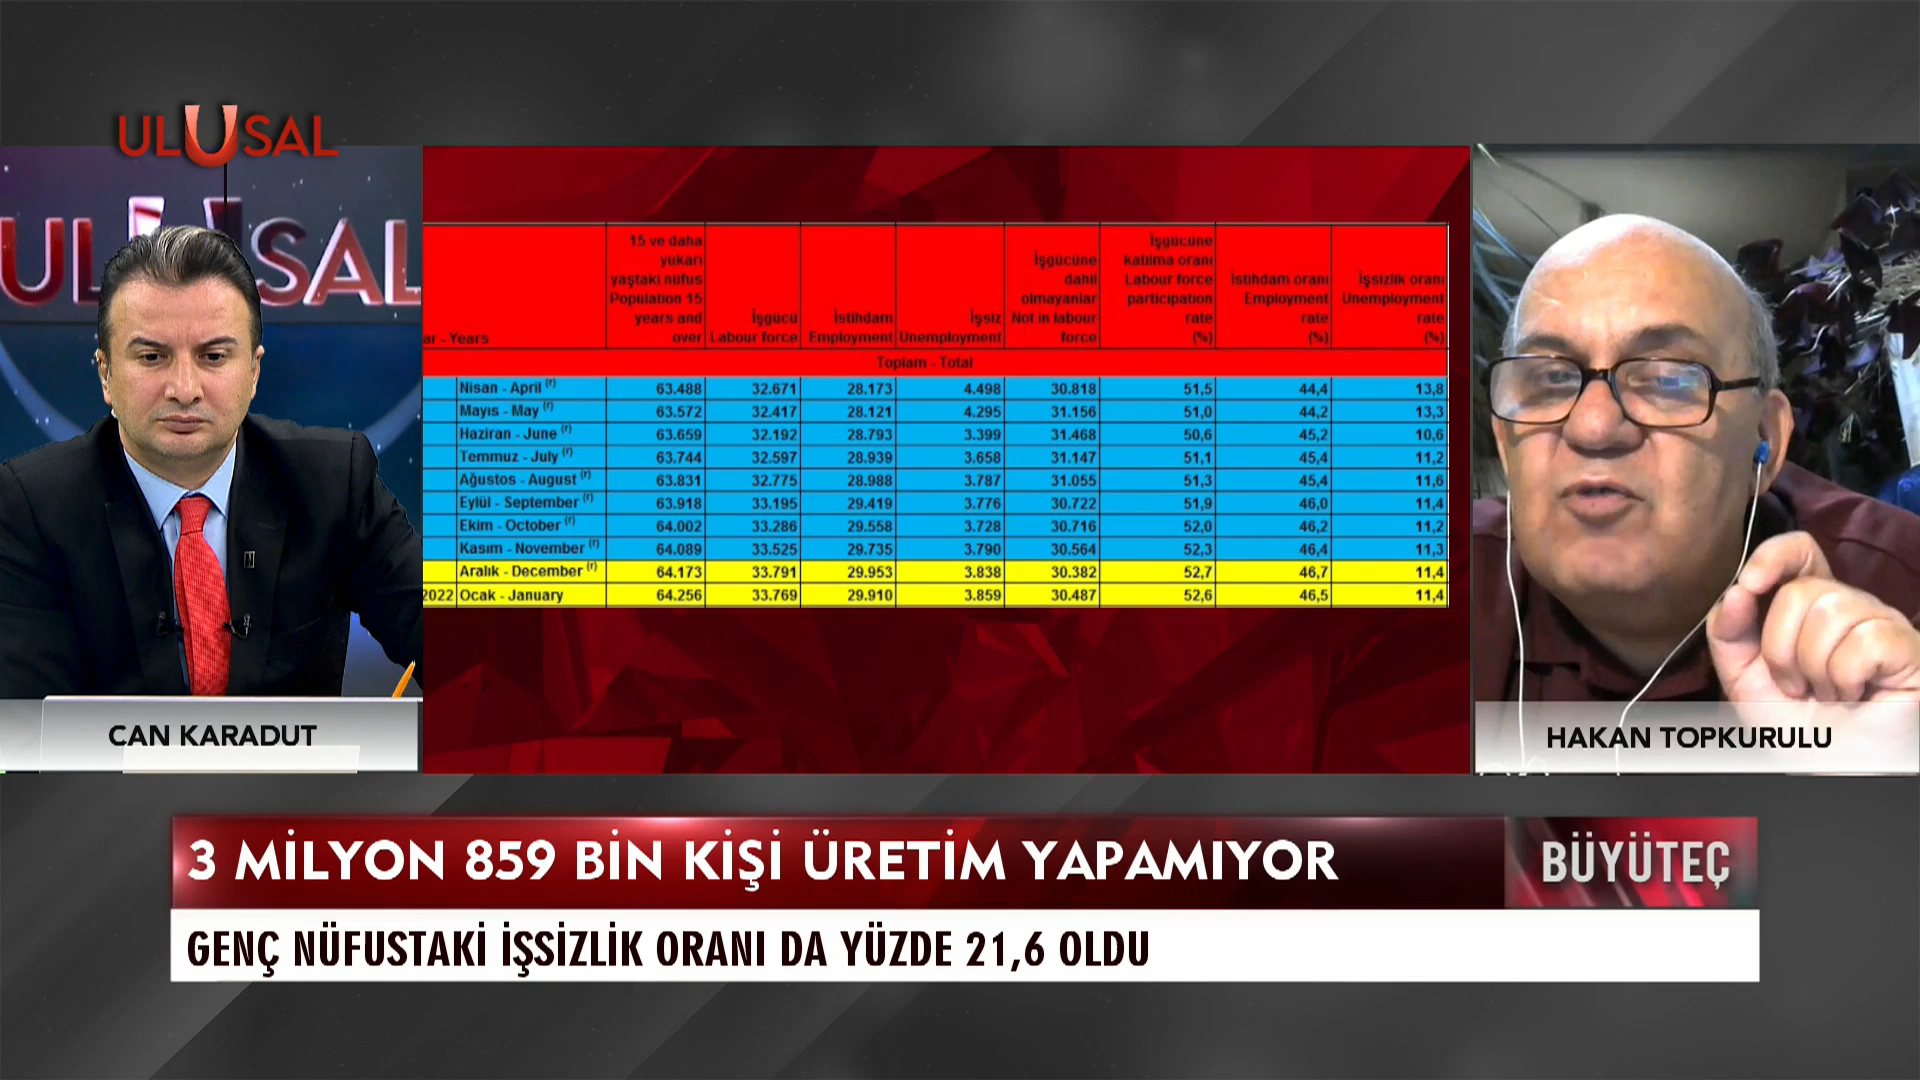 ULUSAL
ULUSAL
15 ve daha
yukarı
yaştaki nüfus
Population 15
years and
over
İşgücü
Labour force
İstihdam
Employment
İşsiz
Unemployment
İşgücüne
dahil
olmayanlar
Not in labour
force
İşgücüne
katılma oranı
Labour force
participation
rate
(%)
İstihdam oranı
Employment
rate
(%)
İşsizlik oranı
Unemployment
rate
(%)
ar - Years
Toplam - Total
Nisan - April (r) 63.488 32.671 28.173 4.498 30.818 51,5 44,4 13,8
Mayıs - May (r) 63.572 32.417 28.121 4.295 31.156 51,0 44,2 13,3
Haziran - June (r) 63.659 32.192 28.793 3.399 31.468 50,6 45,2 10,6
Temmuz - July (r) 63.744 32.597 28.939 3.658 31.147 51,1 45,4 11,2
Ağustos - August (r) 63.831 32.775 28.988 3.787 31.055 51,3 45,4 11,6
Eylül - September (r) 63.918 33.195 29.419 3.776 30.722 51,9 46,0 11,4
Ekim - October (r) 64.002 33.286 29.558 3.728 30.716 52,0 46,2 11,2
Kasım - November (r) 64.089 33.525 29.735 3.790 30.564 52,3 46,4 11,3
Aralık - December (r) 64.173 33.791 29.953 3.838 30.382 52,7 46,7 11,4
2022 Ocak - January 64.256 33.769 29.910 3.859 30.487 52,6 46,5 11,4
CAN KARADUT
HAKAN TOPKURULU
3 MİLYON 859 BİN KİŞİ ÜRETİM YAPAMIYOR
BÜYÜTEÇ
GENÇ NÜFUSTAKİ İŞSİZLİK ORANI DA YÜZDE 21,6 OLDU